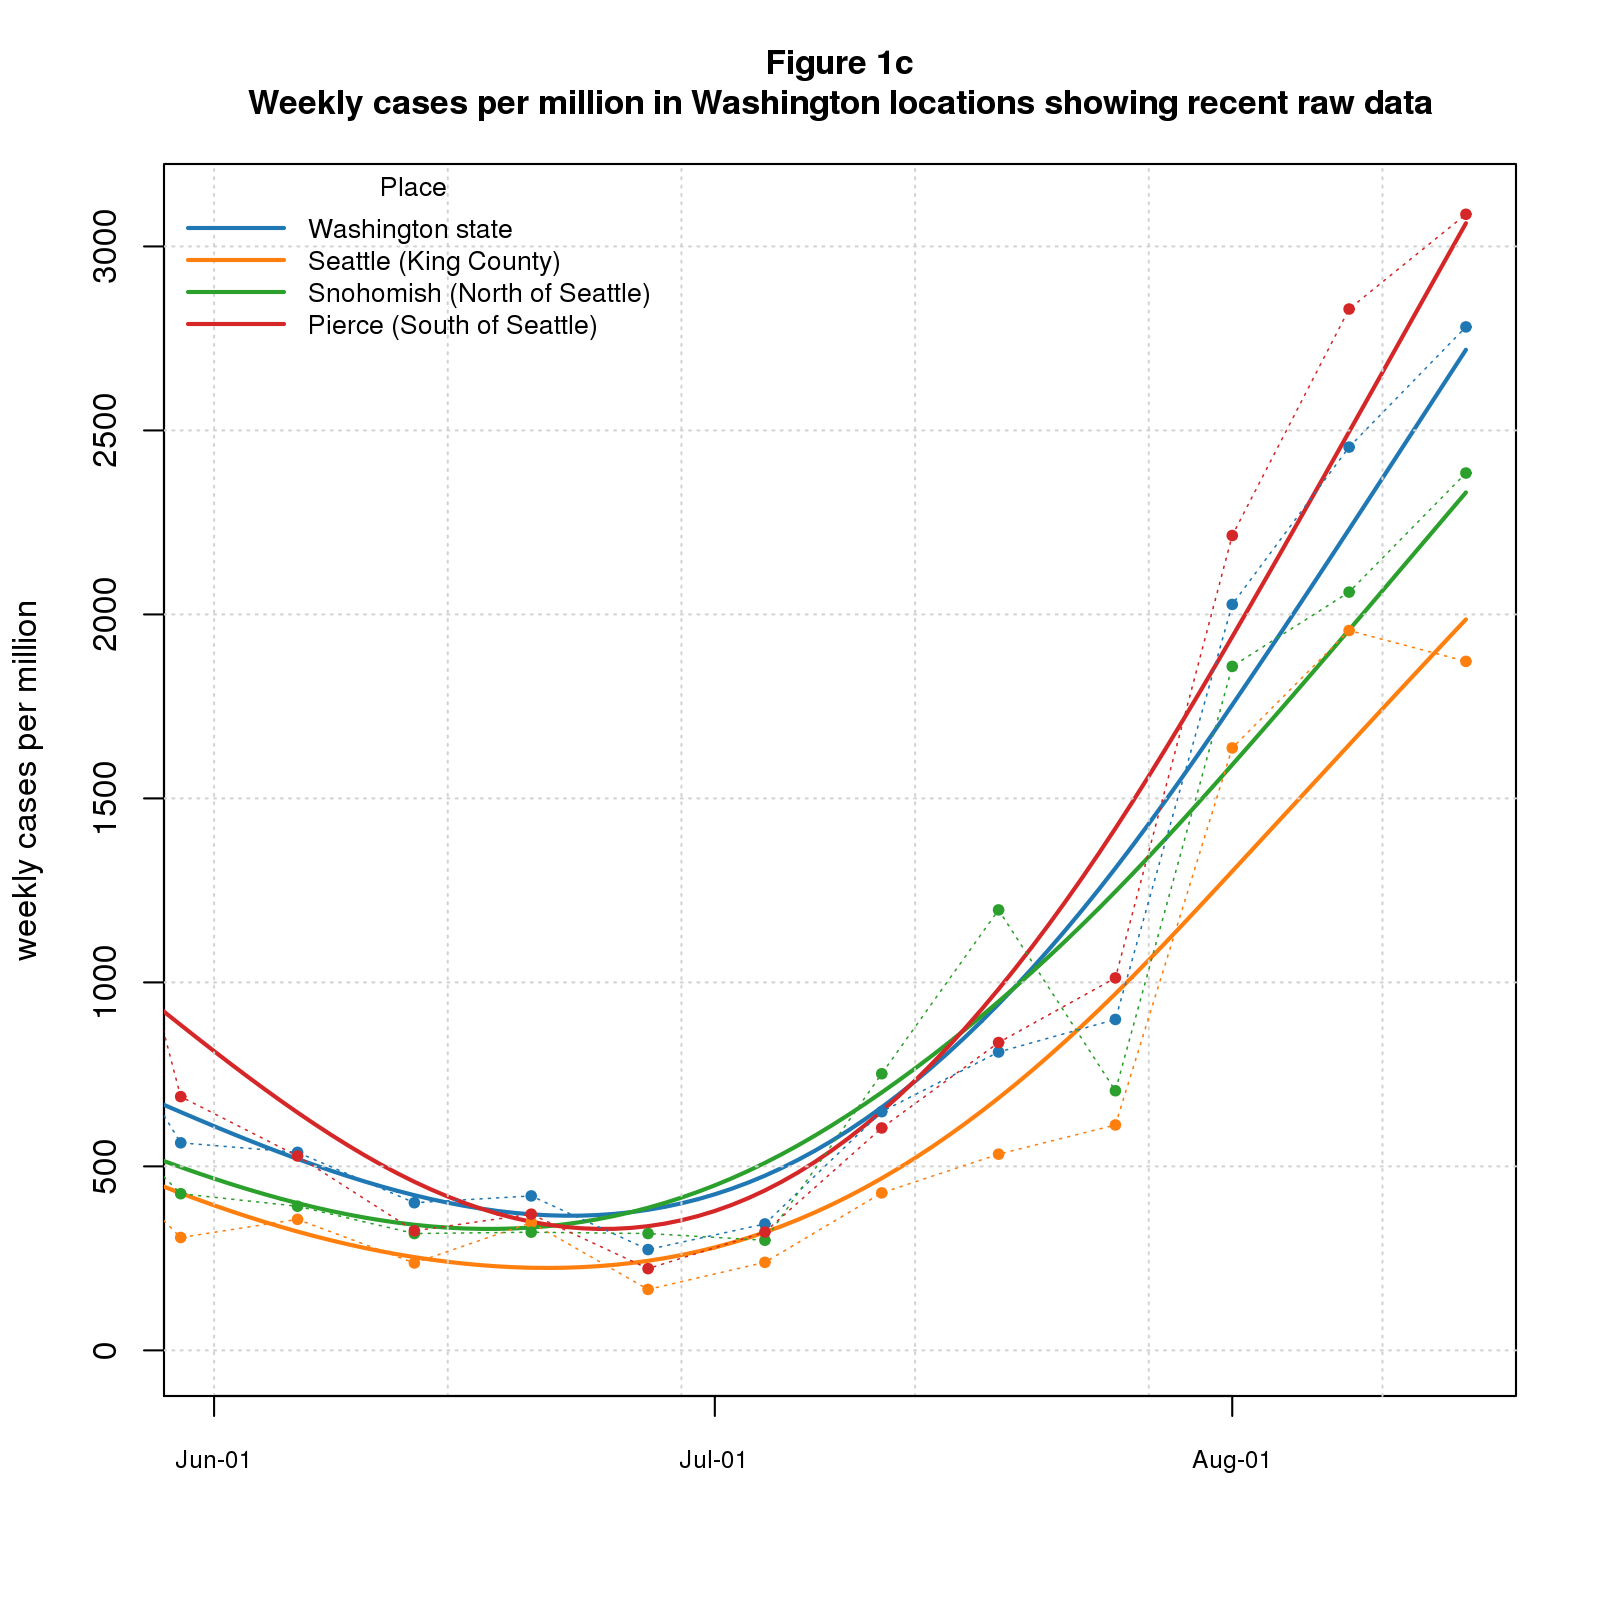 Figure 1c
Weekly cases per million in Washington locations showing recent raw data
Place
Washington state
Seattle (King County)
Snohomish (North of Seattle)
Pierce (South of Seattle)
weekly cases per million
3000
2500
2000
1500
1000
500
0
Jun-01
Jul-01
Aug-01